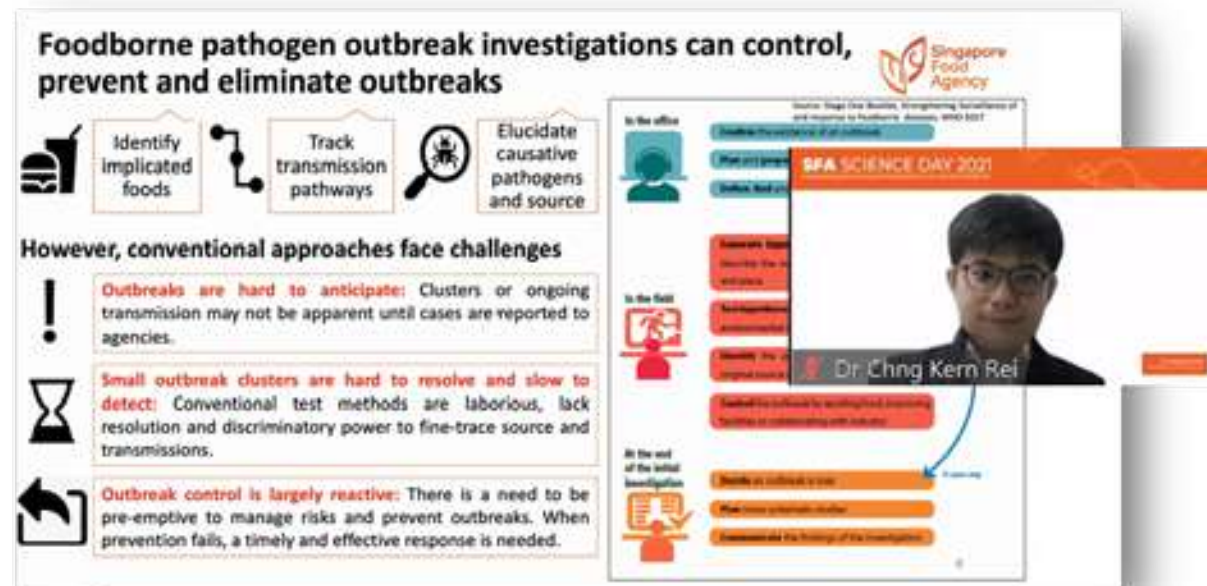 Foodborne pathogen outbreak investigations can control,
prevent and eliminate outbreaks
Singapore
Food
Agency
Identify
implicated
foods
Track
transmission
pathways
Elucidate
causative
pathogens
and source
However, conventional approaches face challenges
Outbreaks are hard to anticipate: Clusters or ongoing
transmission may not be apparent until cases are reported to
agencies.
Small outbreak clusters are hard to resolve and slow to
detect: Conventional test methods are laborious, lack
resolution and discriminatory power to fine-trace source and
transmissions.
Outbreak control is largely reactive: There is a need to be
pre-emptive to manage risks and prevent outbreaks. When
prevention fails, a timely and effective response is needed.
In the office
Confirm the existence of an outbreak
In the field
Control the outbreak by
At the end
of the initial
investigation
Decide an outbreak is over
Plan more systematic studies
Communicate the findings of the investigation
SFA SCIENCE DAY 2021
Dr Chng Kern Rei